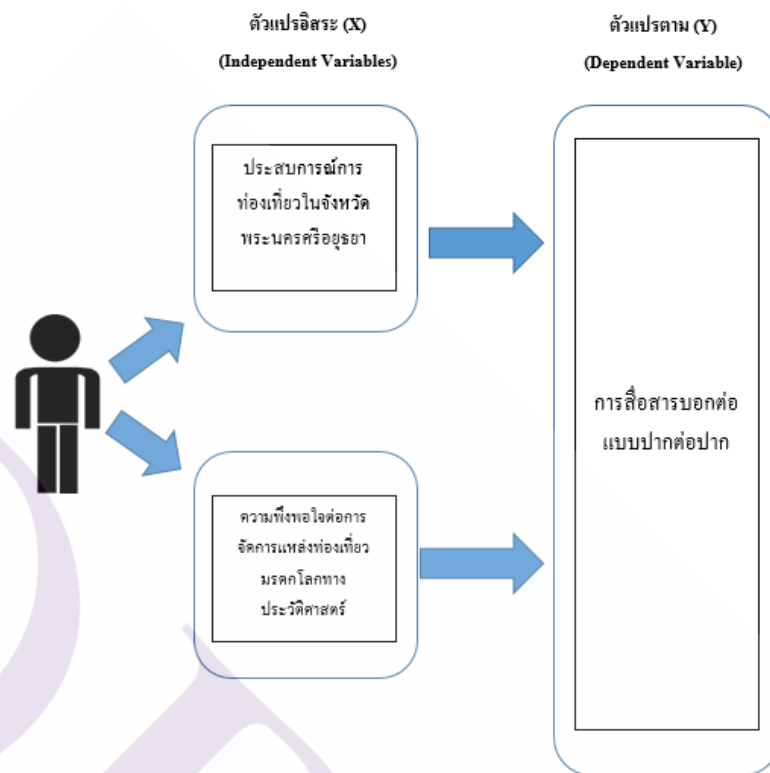 ตัวแปรอิสระ (X)
(Independent Variables)
ตัวแปรตาม (Y)
(Dependent Variable)
ประสบการณ์การ
ท่องเที่ยวในจังหวัด
พระนครศรีอยุธยา
ความพึงพอใจต่อการ
จัดการแหล่งท่องเที่ยว
มรดกโลกทาง
ประวัติศาสตร์
การสื่อสารบอกต่อ
แบบปากต่อปาก